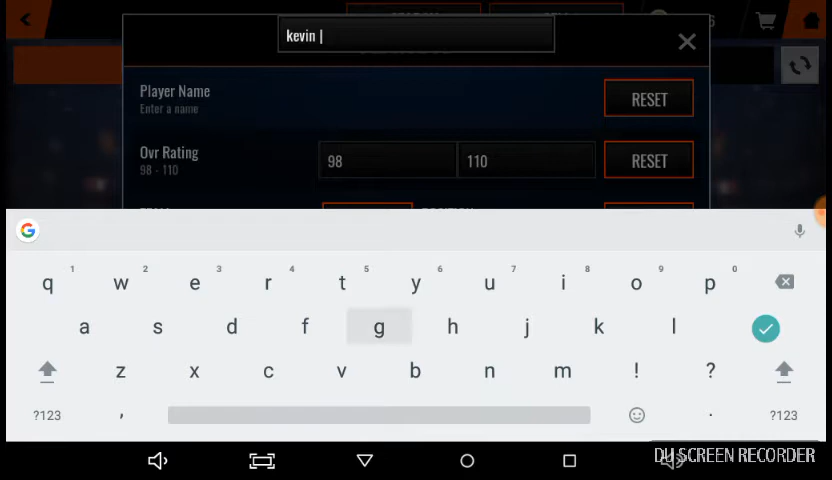 kevin
Player Name
Enter a name
RESET
Ovr Rating
98 - 110
98
110
RESET
G
1 2 3 4 5 6 7 8 9 0
q w e r t y u i o p
a s d f g h j k l
z x c v b n m ! ?
?123 , . ?123
DU SCREEN RECORDER